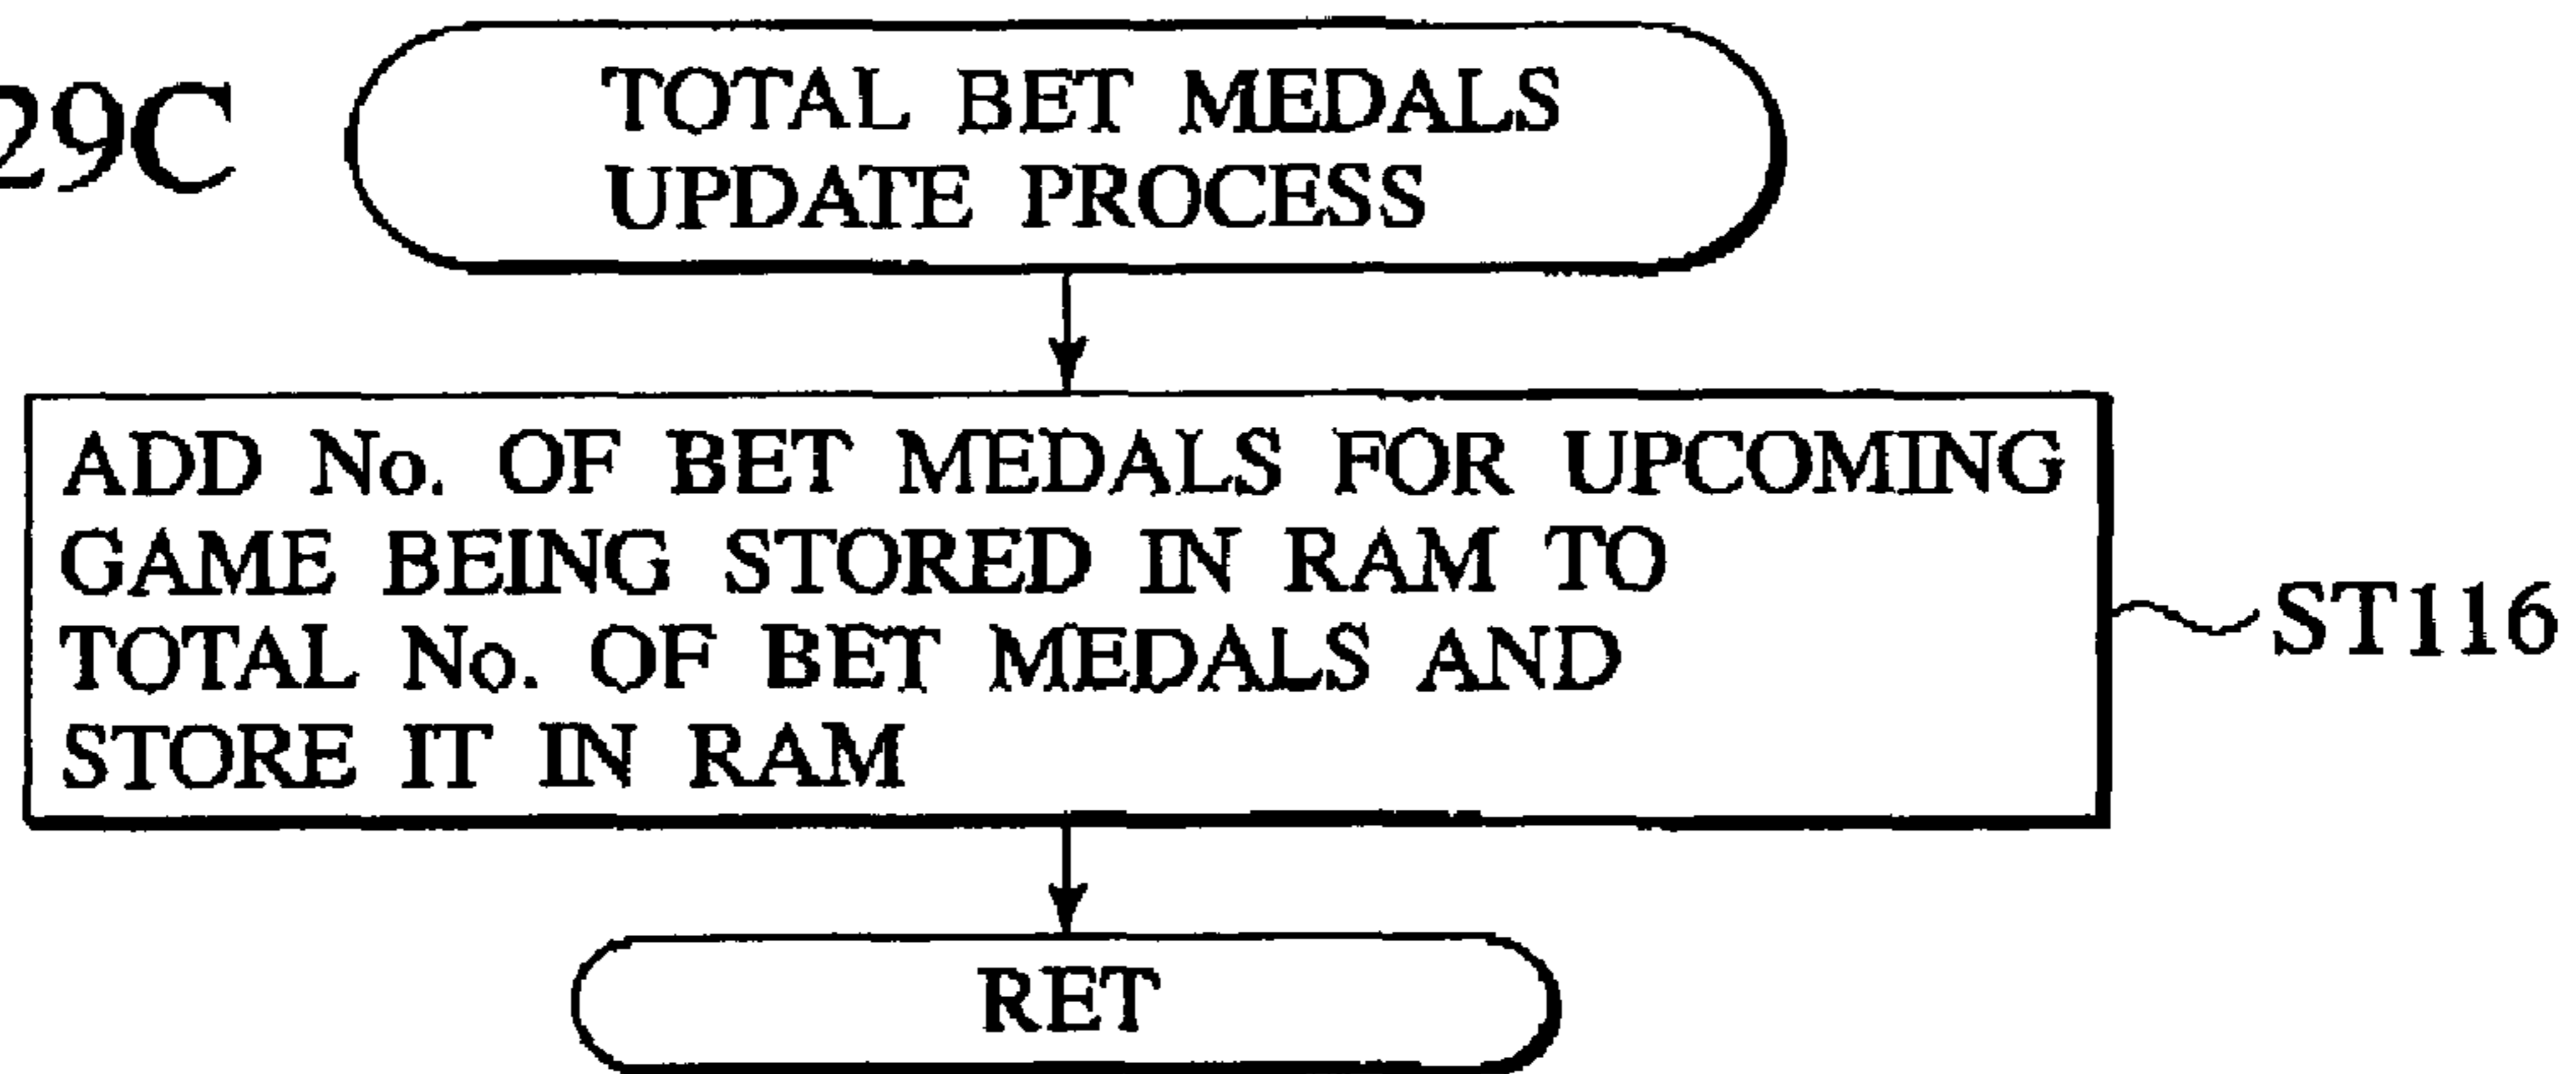 29C
TOTAL BET MEDALS
UPDATE PROCESS
ADD No. OF BET MEDALS FOR UPCOMING
GAME BEING STORED IN RAM TO
TOTAL No. OF BET MEDALS AND
STORE IT IN RAM
ST116
RET